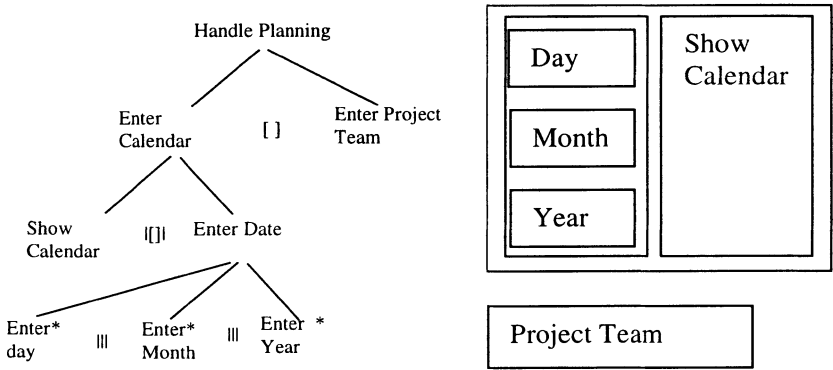 Handle Planning
Enter
Calendar
[ ]
Enter Project
Team
Show
Calendar
|[]|
Enter Date
Enter*
day
|||
Enter*
Month
|||
Enter *
Year
Day
Month
Year
Show
Calendar
Project Team